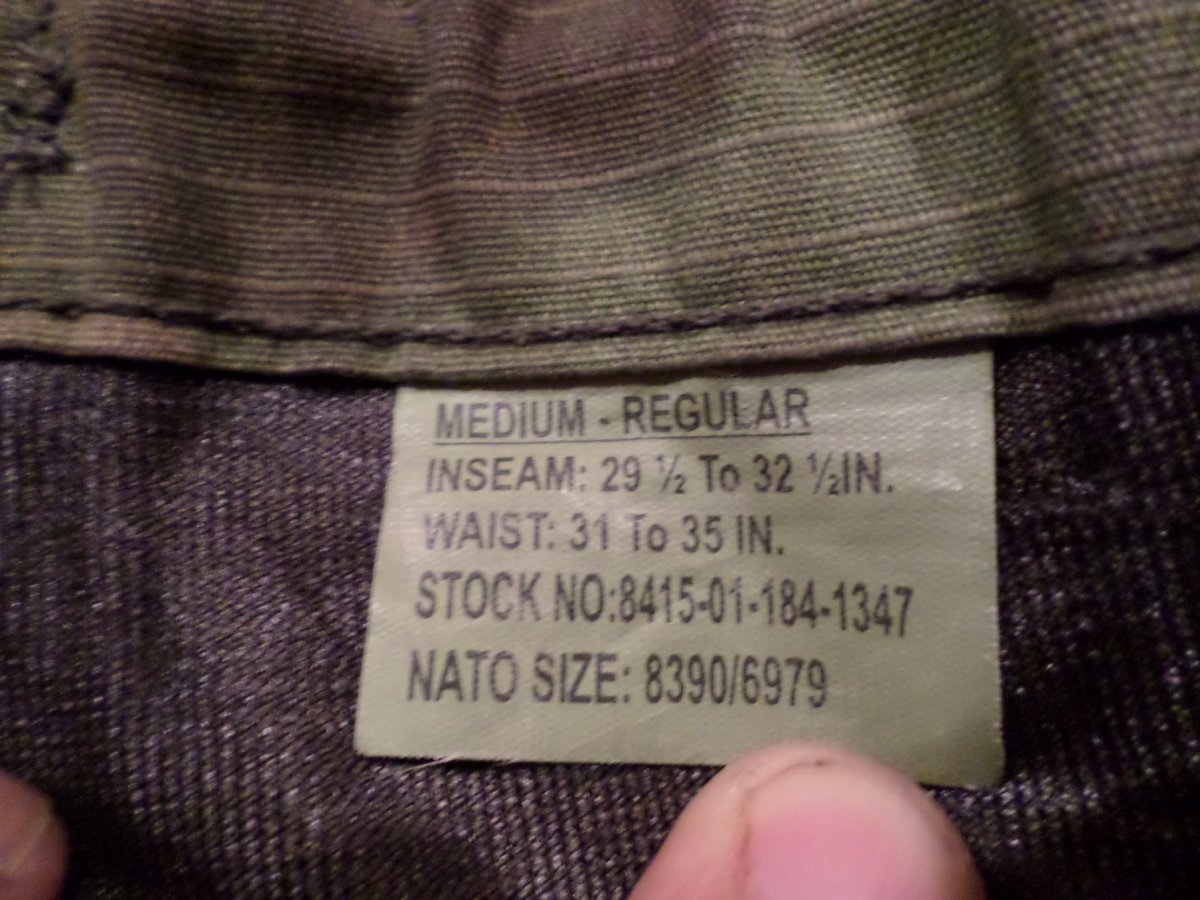 MEDIUM - REGULAR
INSEAM: 29 ½ To 32 ½IN.
WAIST: 31 To 35 IN.
STOCK NO:8415-01-184-1347
NATO SIZE: 8390/6979